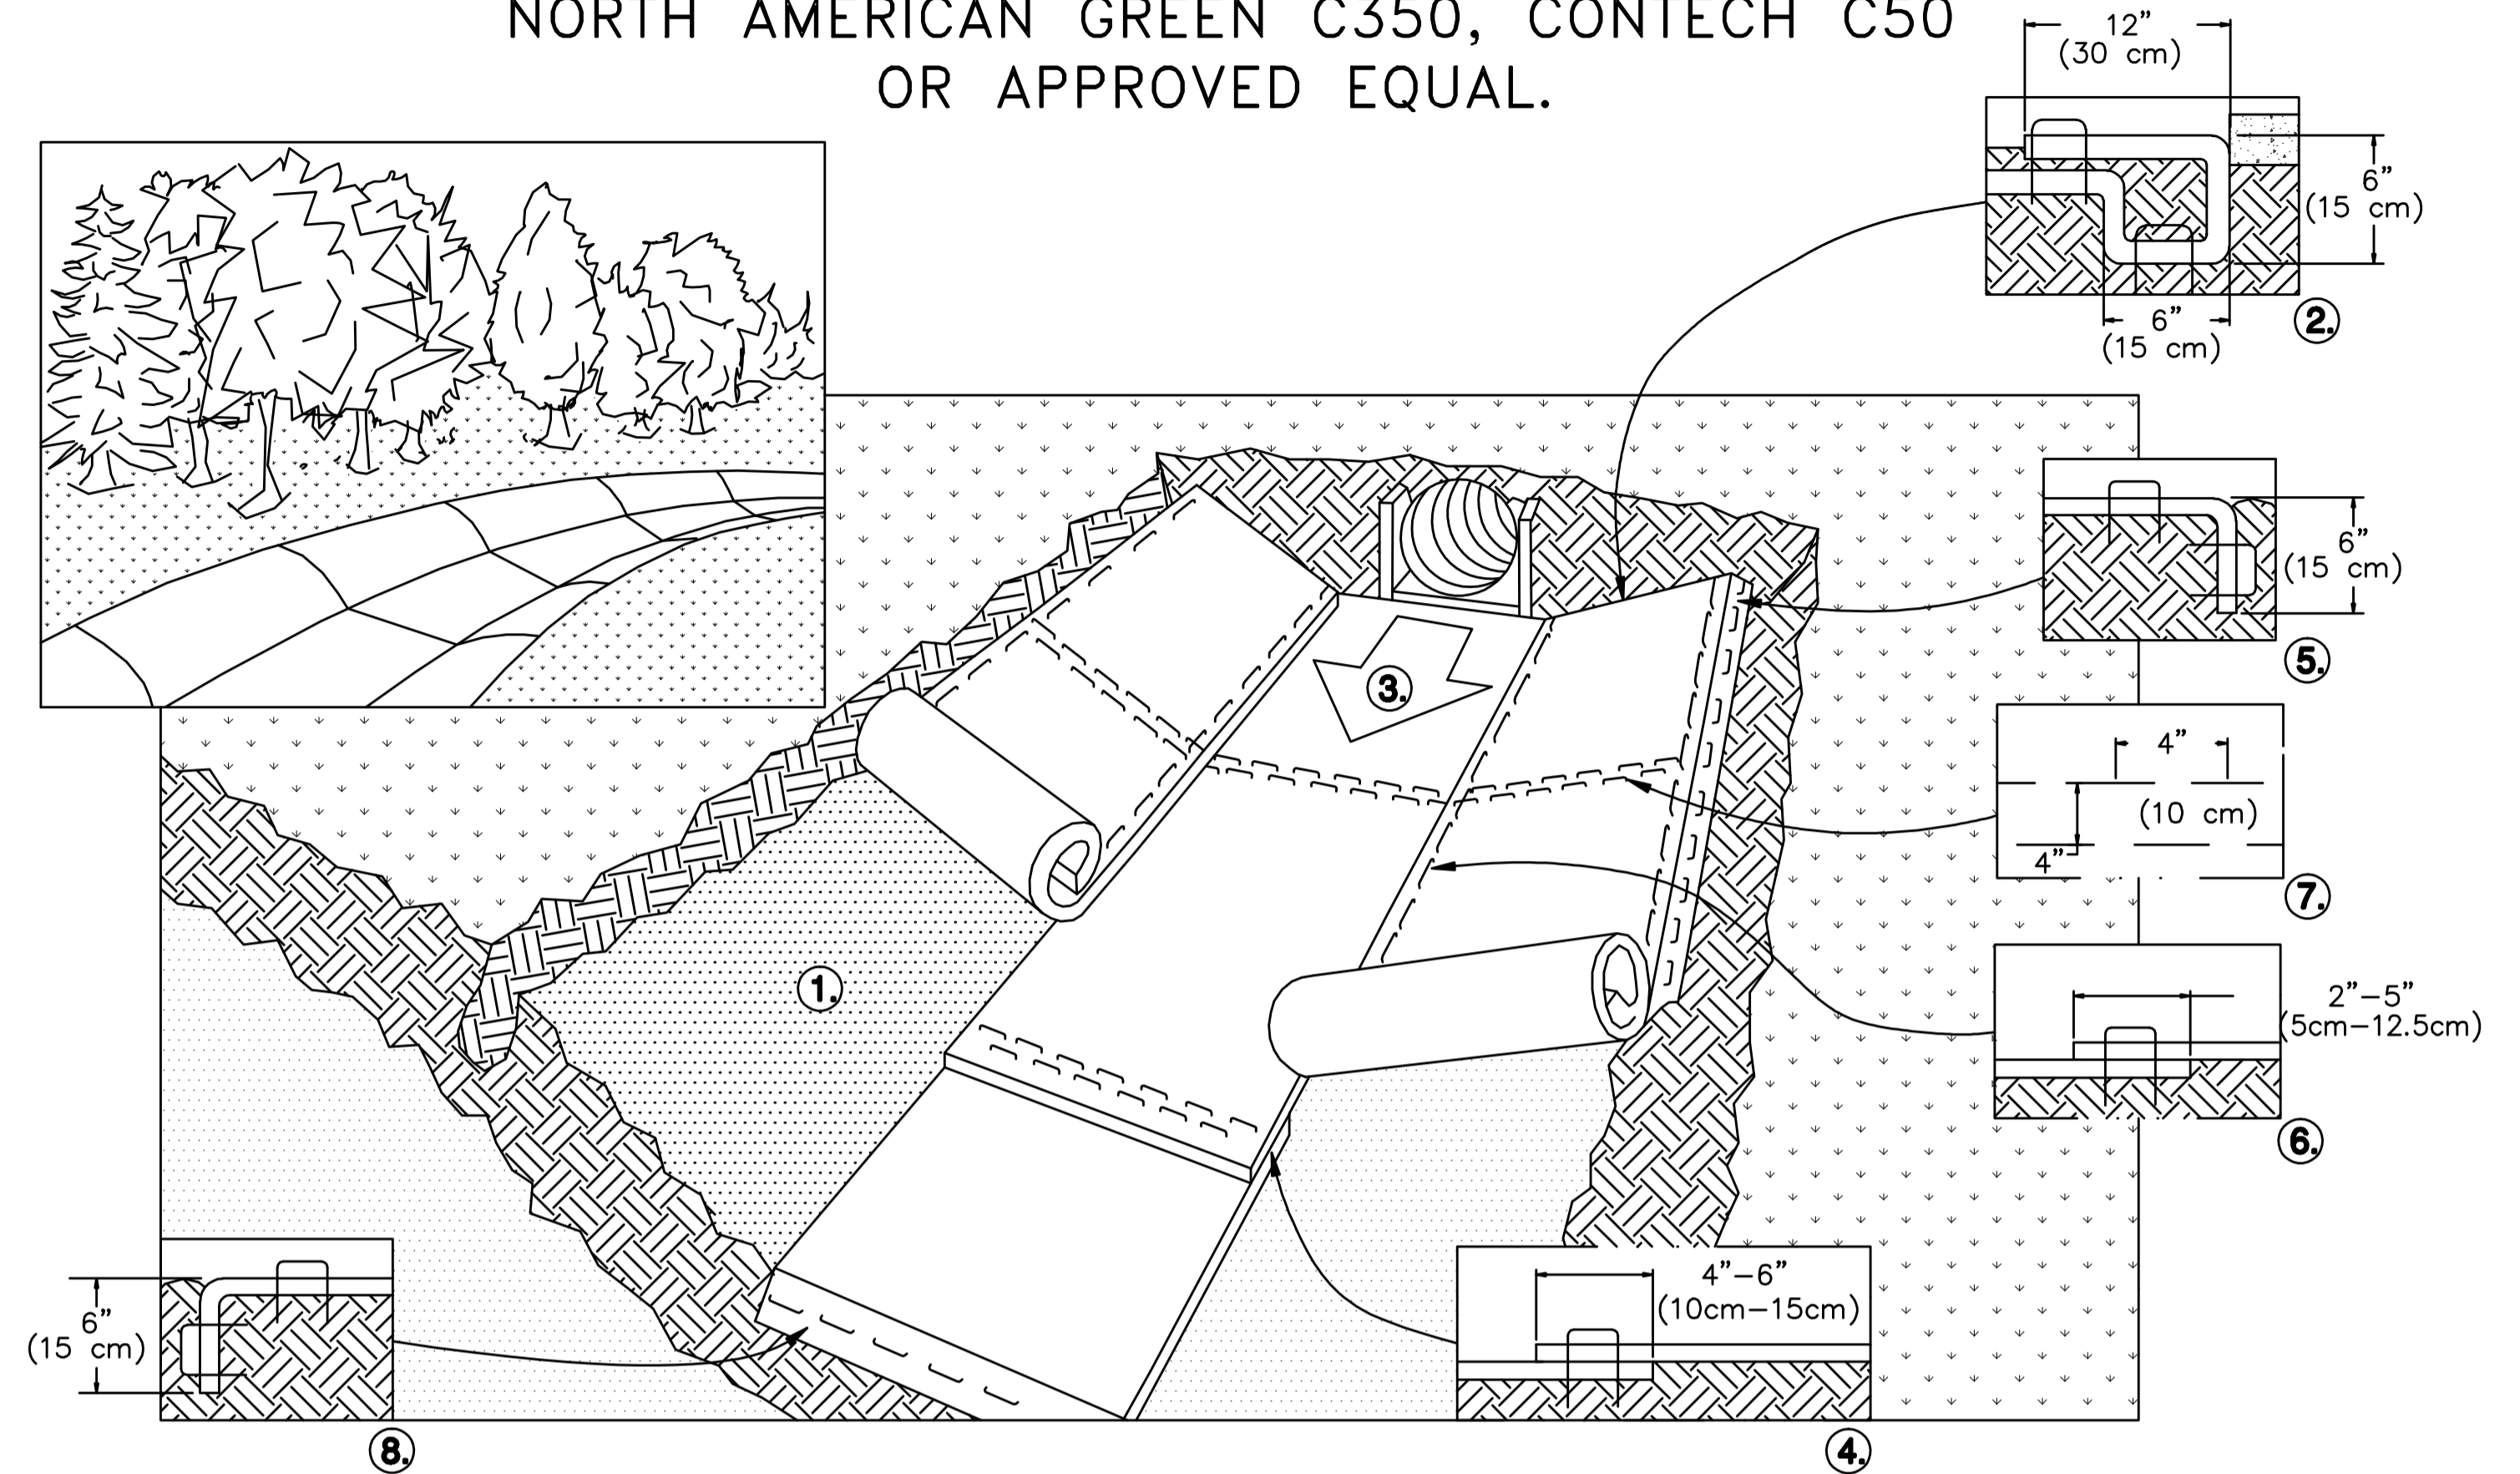 NORTH AMERICAN GREEN C350, CONTECH C50
OR APPROVED EQUAL.
12"
(30 cm)
6"
(15 cm)
6"
(15 cm)
2.
6"
(15 cm)
5.
3.
4"
(10 cm)
4"
7.
1.
2"-5"
(5cm-12.5cm)
6.
4"-6"
(10cm-15cm)
4.
6"
(15 cm)
8.